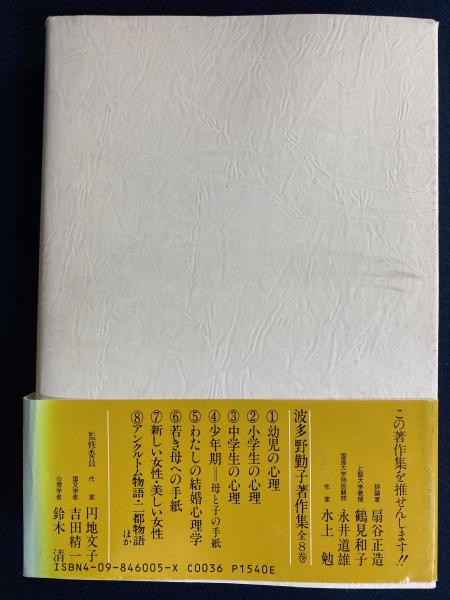 この著作集を推せんします!!
評論家 扇谷正造
上智大学教授 鶴見和子
国連大学特別顧問 永井道雄
作家 水上勉
波多野勤子著作集全8巻
①幼児の心理
②小学生の心理
③中学生の心理
④少年期―母と子の手紙
⑤わたしの結婚心理学
⑥若き母への手紙
⑦新しい女性・美しい女性
⑧アンクルトム物語・二都物語ほか
監修委員 作家 円地文子
国文学者 吉田精一
心理学者 鈴木清
ISBN4-09-846005-X C0036 P1540E